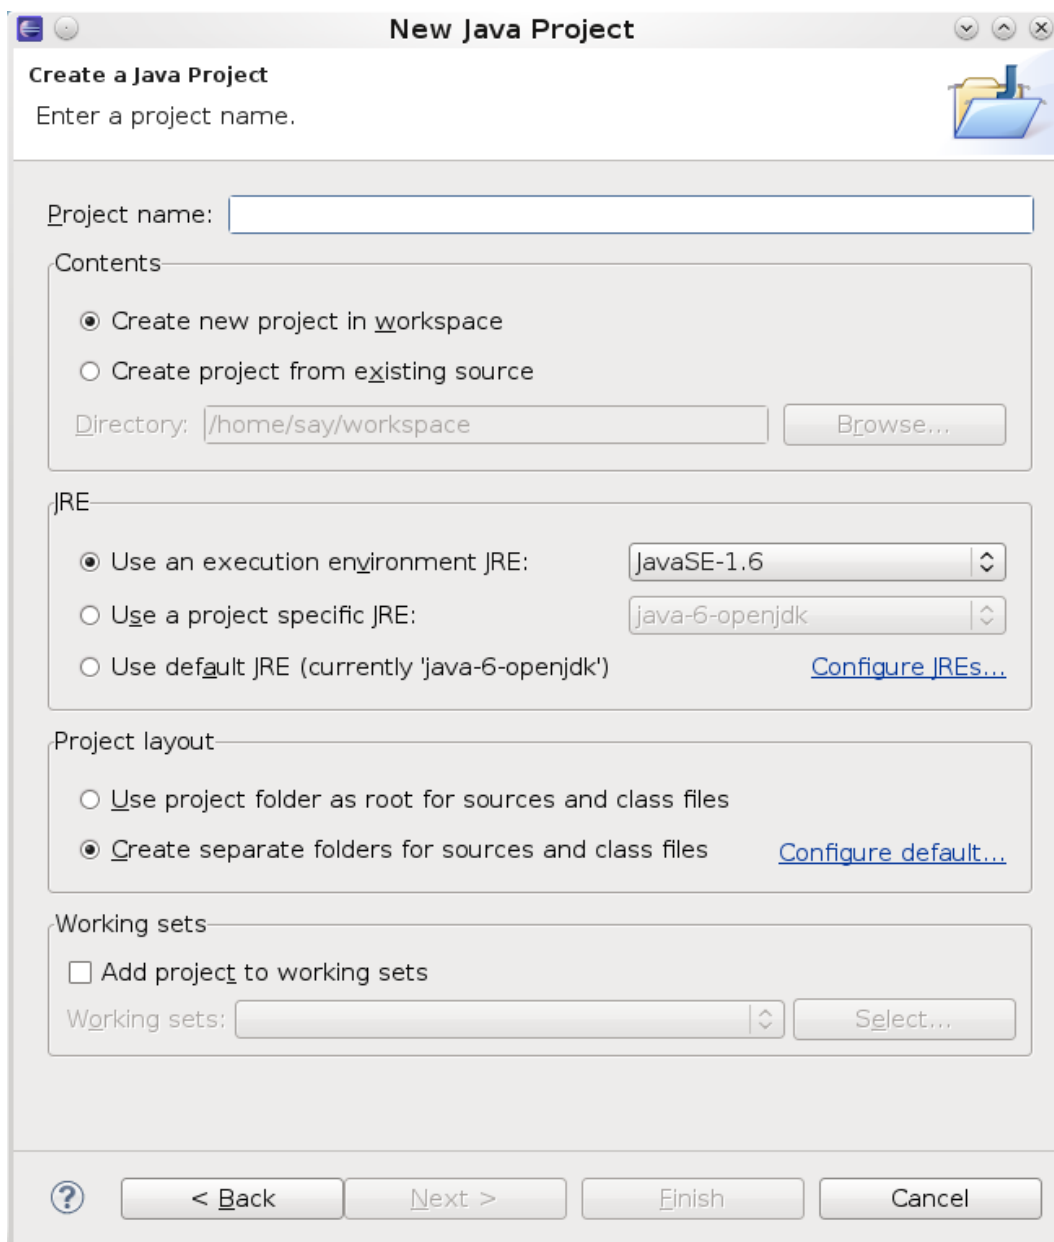 New Java Project
Create a Java Project
Enter a project name.
Project name:
Contents
Create new project in workspace
Create project from existing source
Directory: /home/say/workspace Browse...
JRE
Use an execution environment JRE: JavaSE-1.6
Use a project specific JRE: java-6-openjdk
Use default JRE (currently 'java-6-openjdk') Configure JREs...
Project layout
Use project folder as root for sources and class files
Create separate folders for sources and class files Configure default...
Working sets
Add project to working sets
Working sets: Select...
? < Back Next > Finish Cancel